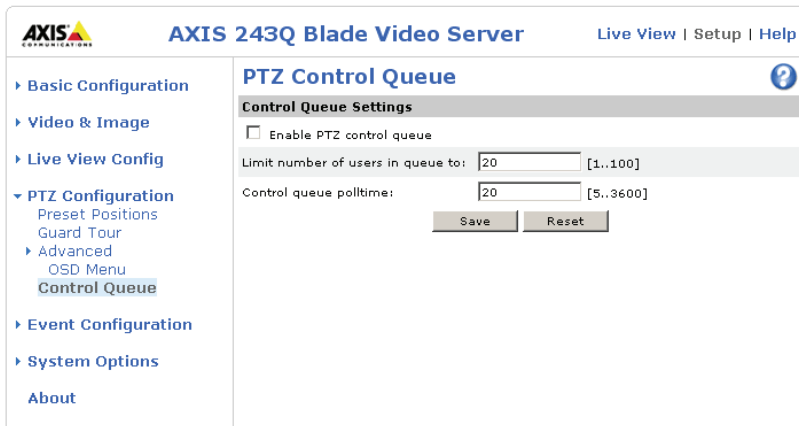 AXIS
COMMUNICATIONS
AXIS 243Q Blade Video Server
Live View | Setup | Help
Basic Configuration
Video & Image
Live View Config
PTZ Configuration
Preset Positions
Guard Tour
Advanced
OSD Menu
Control Queue
Event Configuration
System Options
About
PTZ Control Queue
?
Control Queue Settings
Enable PTZ control queue
Limit number of users in queue to: 20 [1..100]
Control queue polltime: 20 [5..3600]
Save Reset